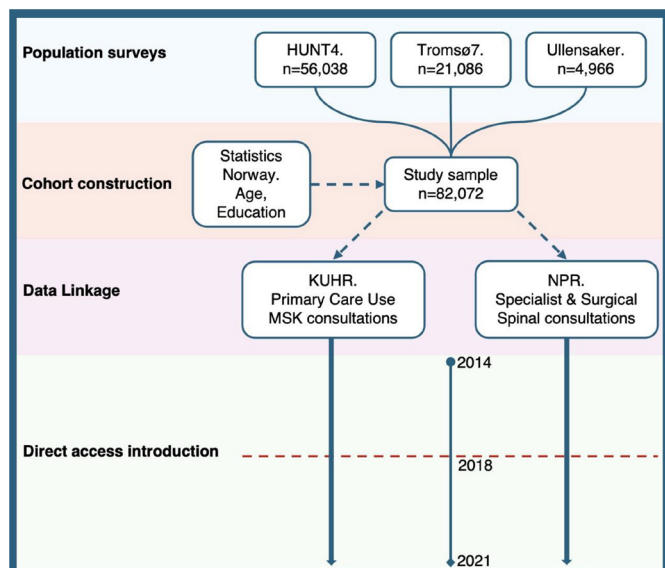 Population surveys
HUNT4.
n=56,038
Tromsø7.
n=21,086
Ullensaker.
n=4,966
Cohort construction
Statistics
Norway.
Age,
Education
Study sample
n=82,072
Data Linkage
KUHR.
Primary Care Use
MSK consultations
NPR.
Specialist & Surgical
Spinal consultations
2014
Direct access introduction
2018
2021